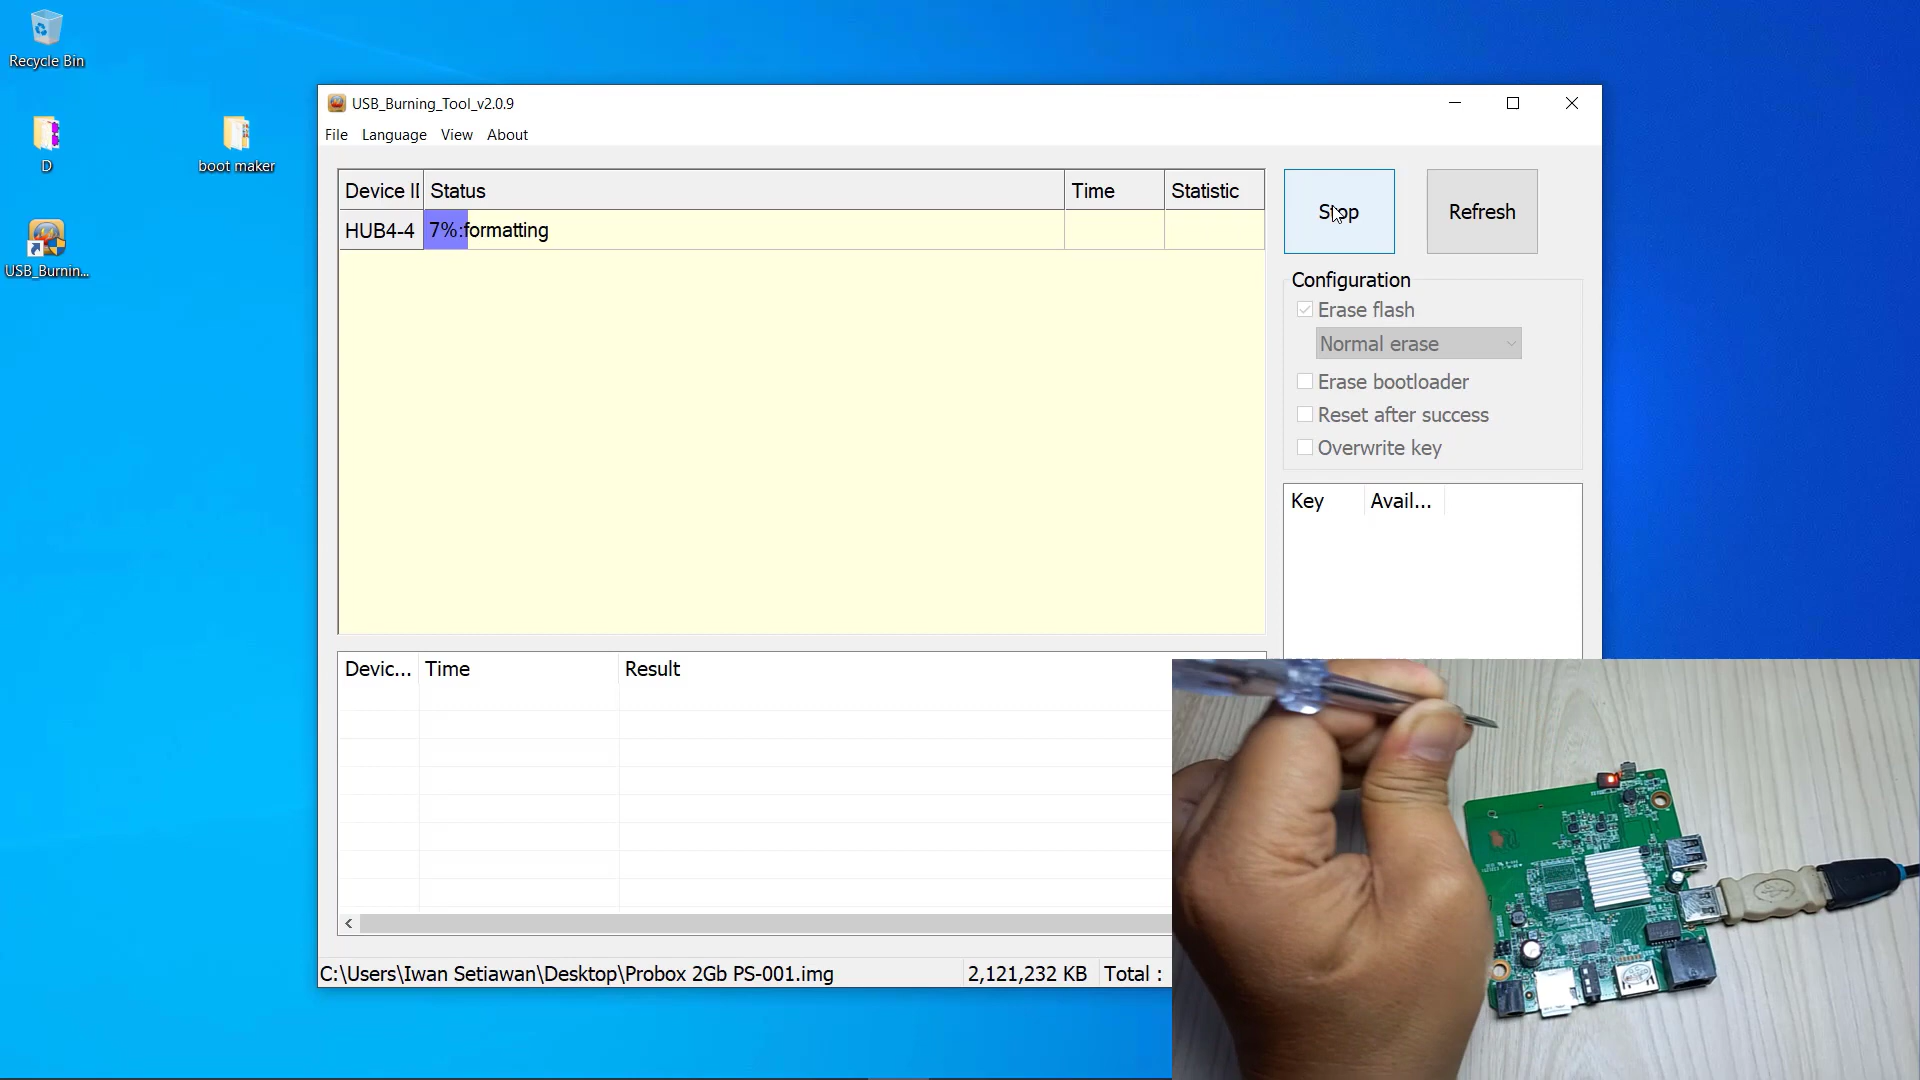 Recycle Bin
D
boot maker
USB_Burnin...
USB_Burning_Tool_v2.0.9
File Language View About
Device II Status Time Statistic
HUB4-4 7%:formatting
Stop Refresh
Configuration
Erase flash
Normal erase
Erase bootloader
Reset after success
Overwrite key
Key Avail...
Devic... Time Result
C:\Users\Iwan Setiawan\Desktop\Probox 2Gb PS-001.img 2,121,232 KB Total :